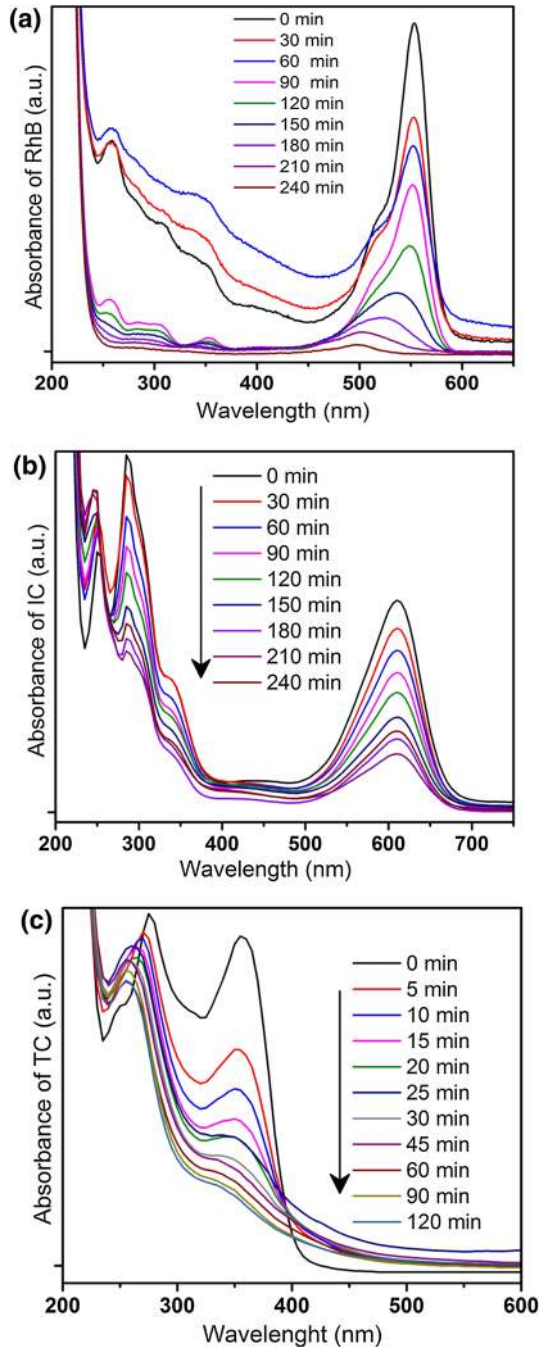 (a)
Absorbance of RhB (a.u.)
0 min
30 min
60 min
90 min
120 min
150 min
180 min
210 min
240 min
200 300 400 500 600
Wavelength (nm)
(b)
Absorbance of IC (a.u.)
0 min
30 min
60 min
90 min
120 min
150 min
180 min
210 min
240 min
200 300 400 500 600 700
Wavelength (nm)
(c)
Absorbance of TC (a.u.)
0 min
5 min
10 min
15 min
20 min
25 min
30 min
45 min
60 min
90 min
120 min
200 300 400 500 600
Wavelenght (nm)